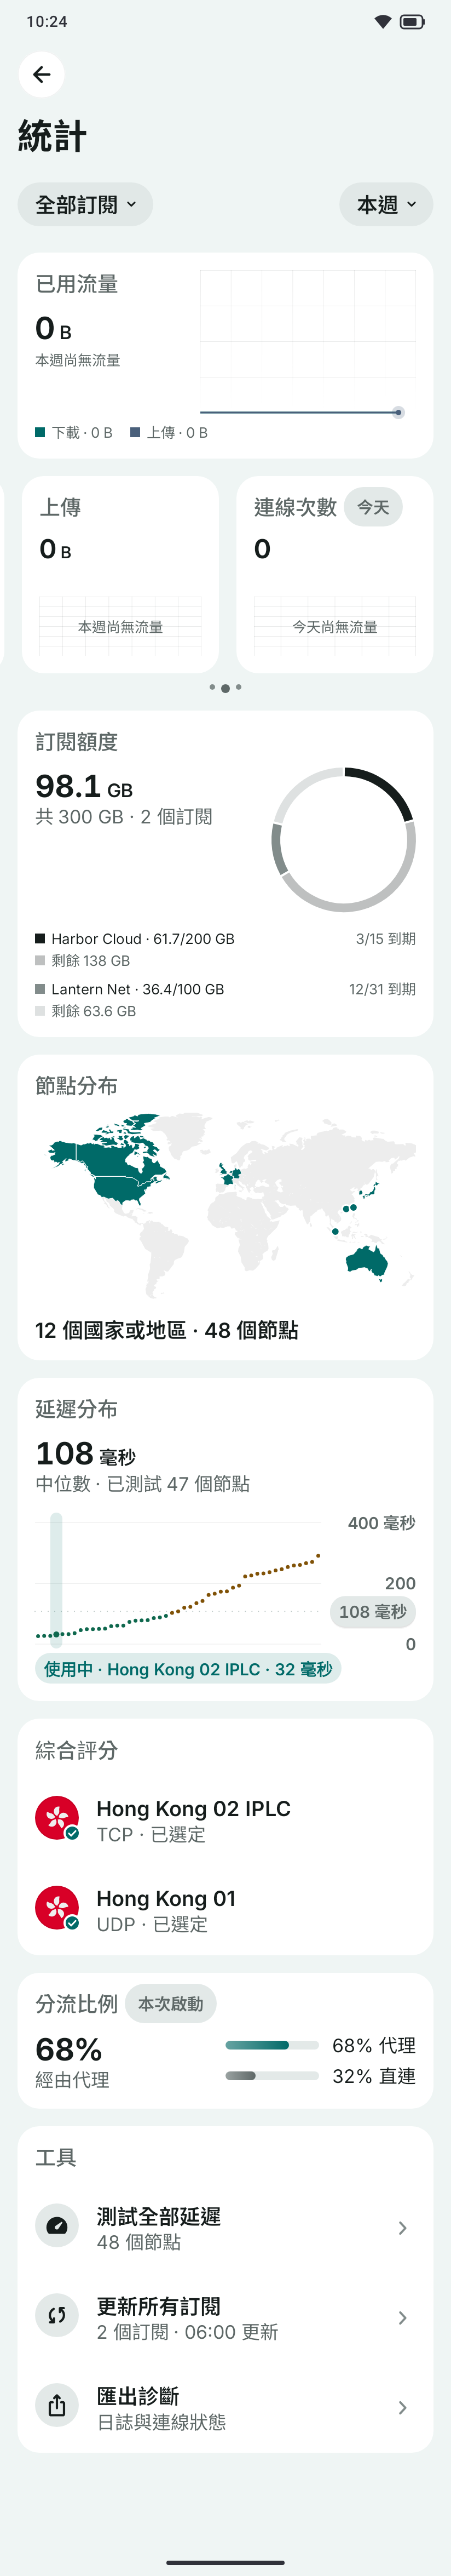 10:24
統計
全部訂閱
本週
已用流量
0 B
本週尚無流量
下載 · 0 B
上傳 · 0 B
上傳
0 B
本週尚無流量
連線次數
今天
0
今天尚無流量
訂閱額度
98.1 GB
共 300 GB · 2 個訂閱
Harbor Cloud · 61.7/200 GB
3/15 到期
剩餘 138 GB
Lantern Net · 36.4/100 GB
12/31 到期
剩餘 63.6 GB
節點分布
12 個國家或地區 · 48 個節點
延遲分布
108 毫秒
中位數 · 已測試 47 個節點
400 毫秒
200
108 毫秒
0
使用中 · Hong Kong 02 IPLC · 32 毫秒
綜合評分
Hong Kong 02 IPLC
TCP · 已選定
Hong Kong 01
UDP · 已選定
分流比例
本次啟動
68%
經由代理
68% 代理
32% 直連
工具
測試全部延遲
48 個節點
更新所有訂閱
2 個訂閱 · 06:00 更新
匯出診斷
日誌與連線狀態